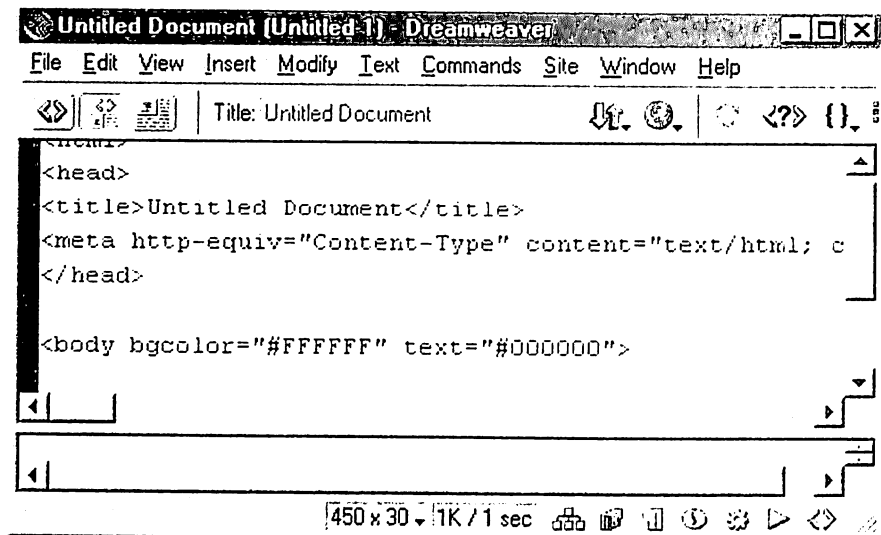 Untitled Document (Untitled-1) - Dreamweaver
File Edit View Insert Modify Text Commands Site Window Help
Title: Untitled Document
<html>
<head>
<title>Untitled Document</title>
<meta http-equiv="Content-Type" content="text/html; c
</head>
<body bgcolor="#FFFFFF" text="#000000">
450 x 30 1K / 1 sec